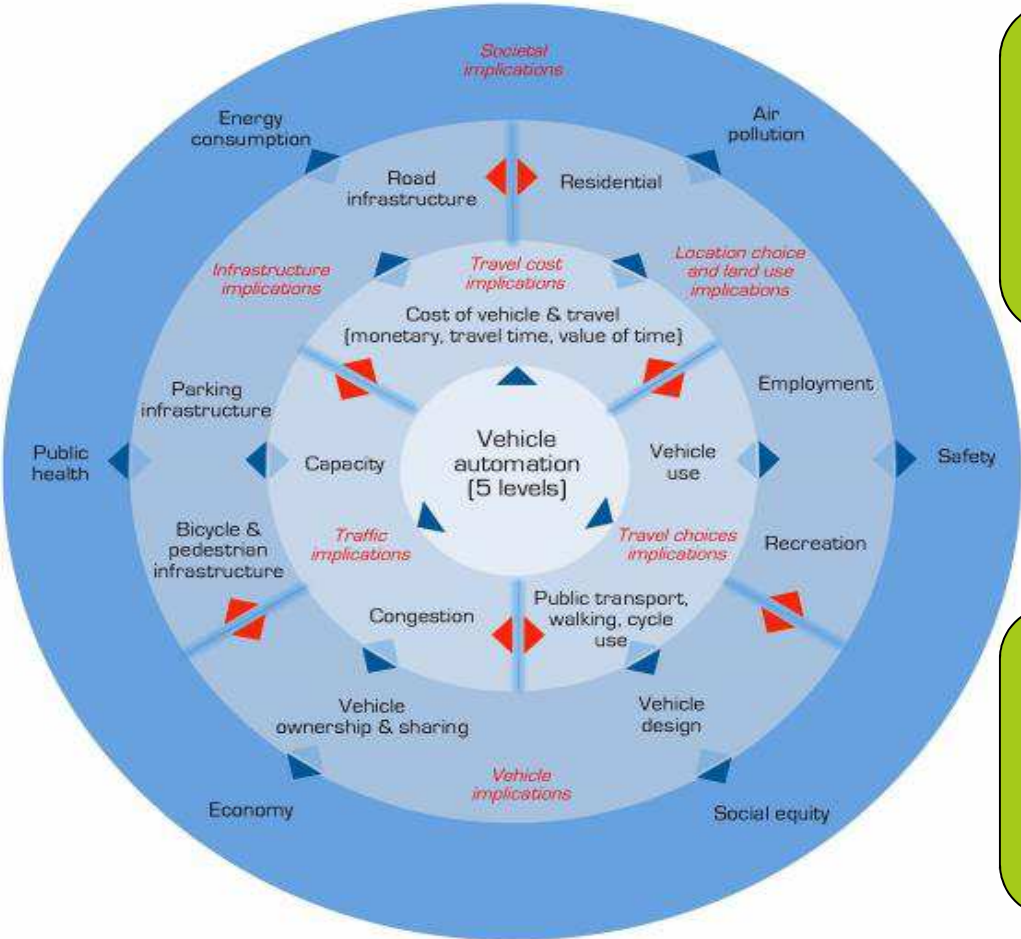 Societal
implications
Energy
consumption
Air
pollution
Road
infrastructure
Residential
Infrastructure
implications
Travel cost
implications
Location choice
and land use
implications
Cost of vehicle & travel
(monetary, travel time, value of time)
Parking
infrastructure
Employment
Public
health
Capacity
Vehicle
automation
(5 levels)
Vehicle
use
Safety
Bicycle &
pedestrian
infrastructure
Traffic
implications
Travel choices
implications
Recreation
Congestion
Public transport,
walking, cycle
use
Vehicle
ownership & sharing
Vehicle
design
Vehicle
implications
Economy
Social equity